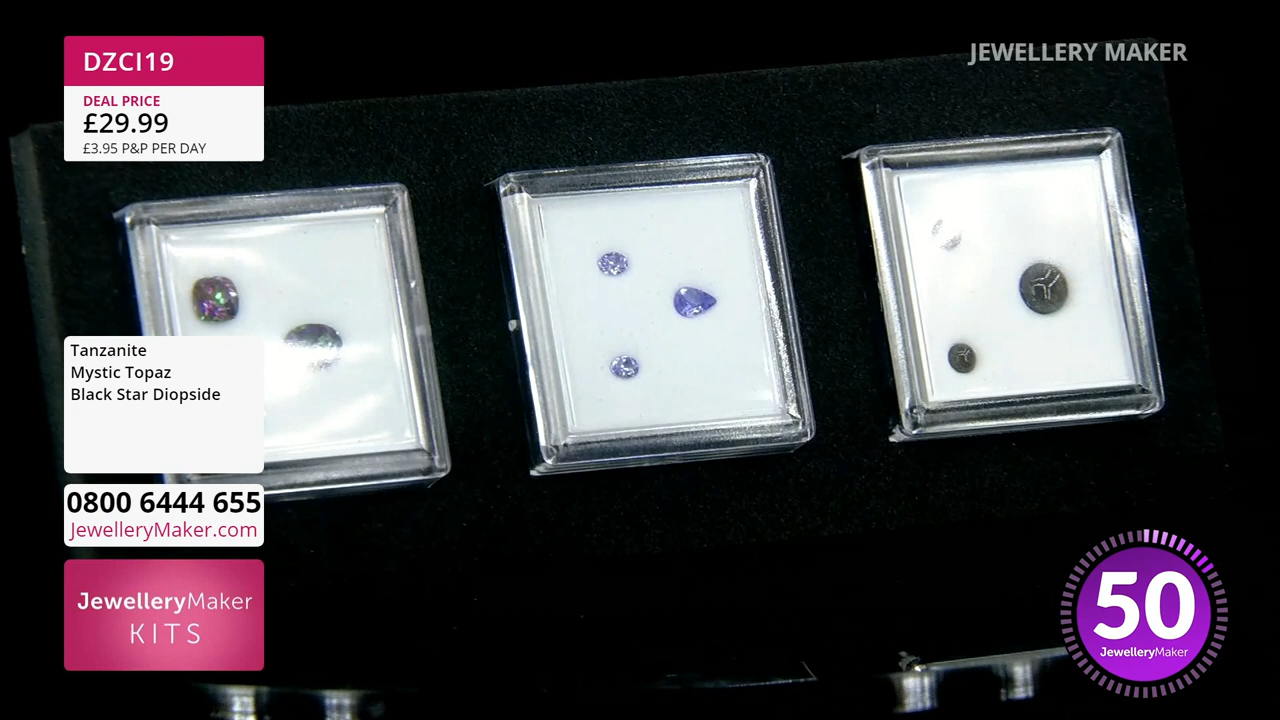 DZCI19
DEAL PRICE
£29.99
£3.95 P&P PER DAY
JEWELLERY MAKER
Tanzanite
Mystic Topaz
Black Star Diopside
0800 6444 655
JewelleryMaker.com
JewelleryMaker
KITS
50
JewelleryMaker